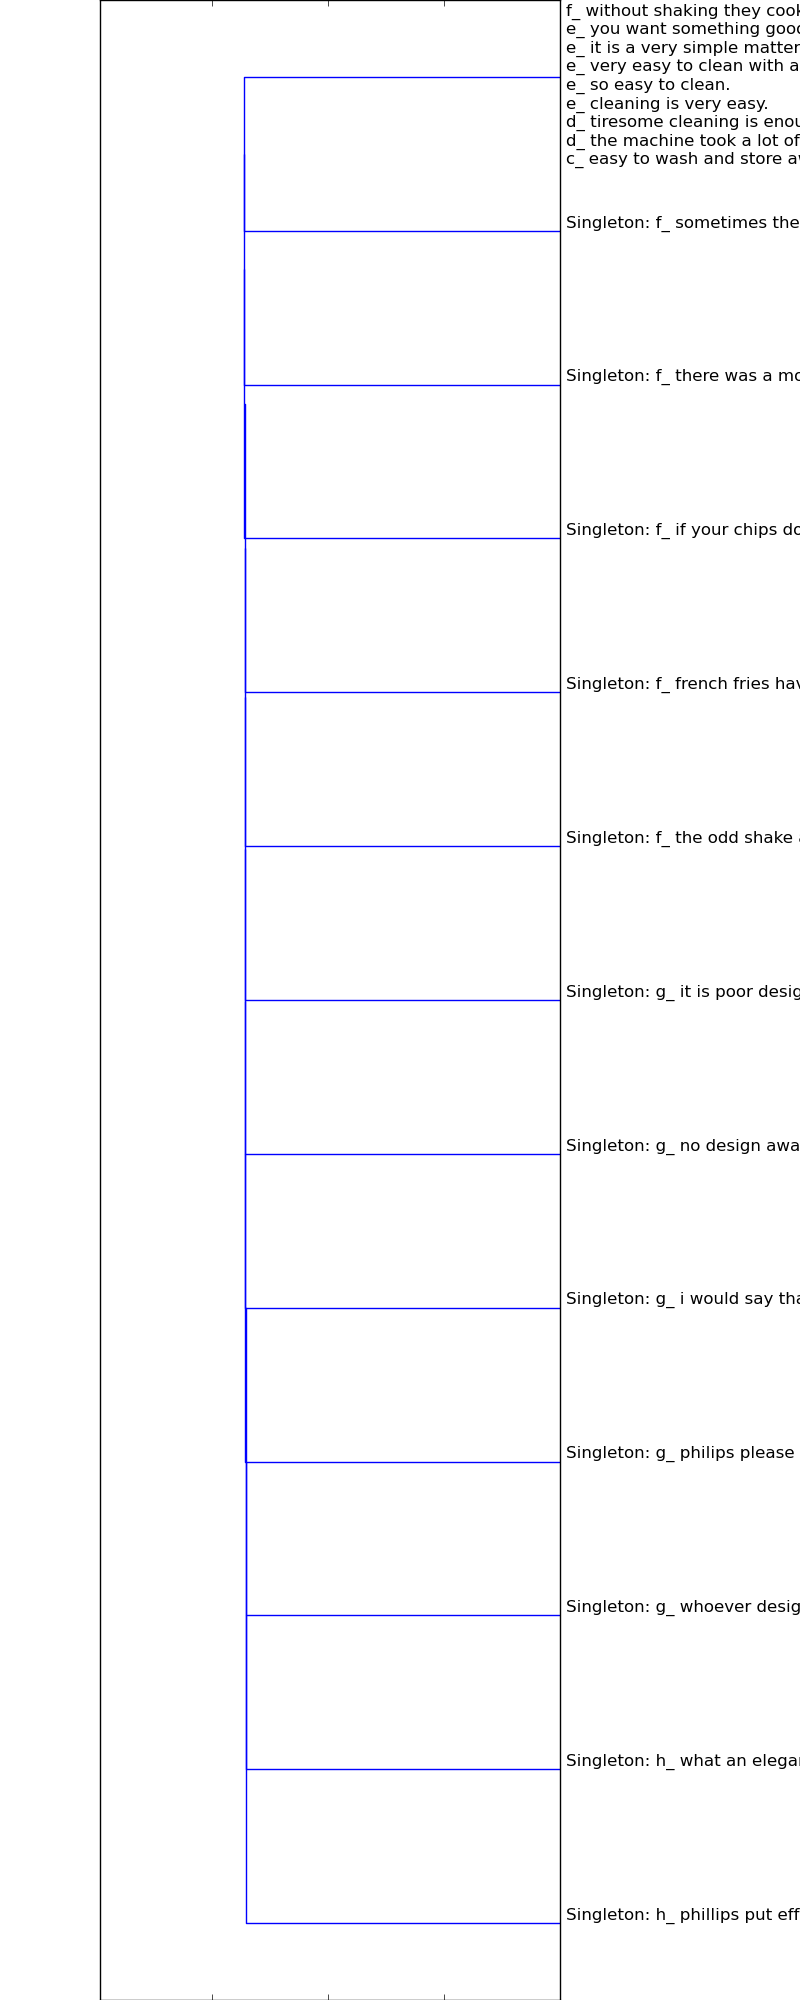 f_ without shaking they cook
e_ you want something good
e_ it is a very simple matter
e_ very easy to clean with a
e_ so easy to clean.
e_ cleaning is very easy.
d_ tiresome cleaning is enou
d_ the machine took a lot of
c_ easy to wash and store
Singleton: f_ sometimes the
Singleton: f_ there was a mo
Singleton: f_ if your chips do
Singleton: f_ french fries hav
Singleton: f_ the odd shake
Singleton: g_ it is poor desig
Singleton: g_ no design awa
Singleton: g_ i would say tha
Singleton: g_ philips please
Singleton: g_ whoever desig
Singleton: h_ what an elegan
Singleton: h_ phillips put eff